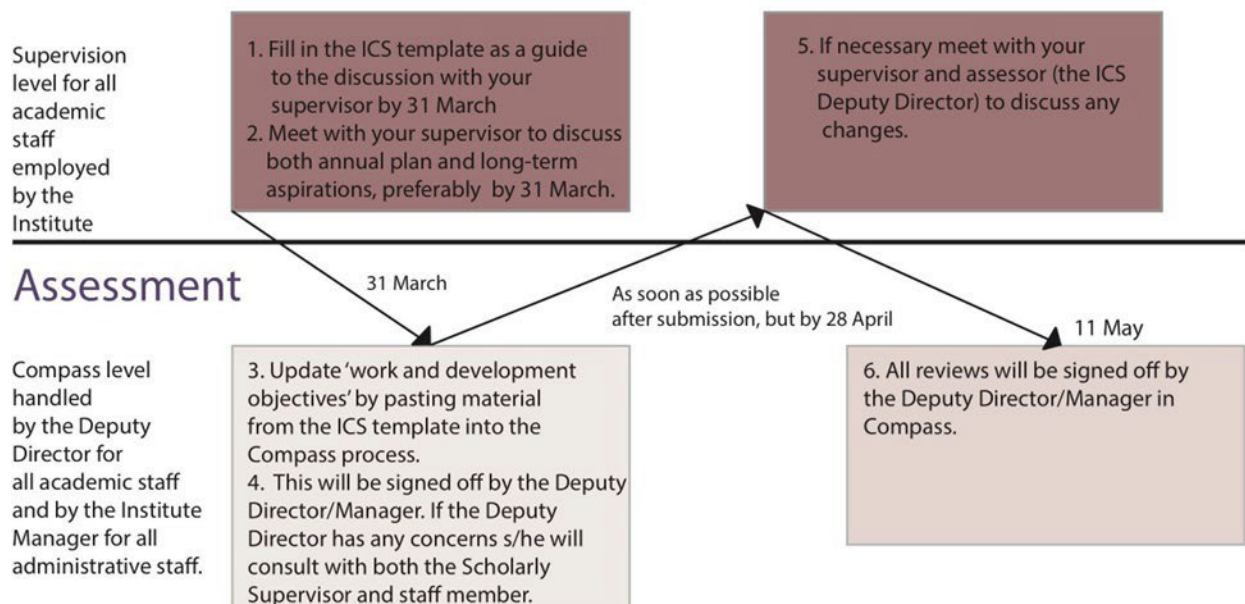 Supervision
level for all
academic
staff
employed
by the
Institute
1. Fill in the ICS template as a guide
to the discussion with your
supervisor by 31 March
2. Meet with your supervisor to discuss
both annual plan and long-term
aspirations, preferably by 31 March.
5. If necessary meet with your
supervisor and assessor (the ICS
Deputy Director) to discuss any
changes.
Assessment
31 March
As soon as possible
after submission, but by 28 April
11 May
Compass level
handled
by the Deputy
Director for
all academic staff
and by the Institute
Manager for all
administrative staff.
3. Update ‘work and development
objectives’ by pasting material
from the ICS template into the
Compass process.
4. This will be signed off by the Deputy
Director/Manager. If the Deputy
Director has any concerns s/he will
consult with both the Scholarly
Supervisor and staff member.
6. All reviews will be signed off by
the Deputy Director/Manager in
Compass.